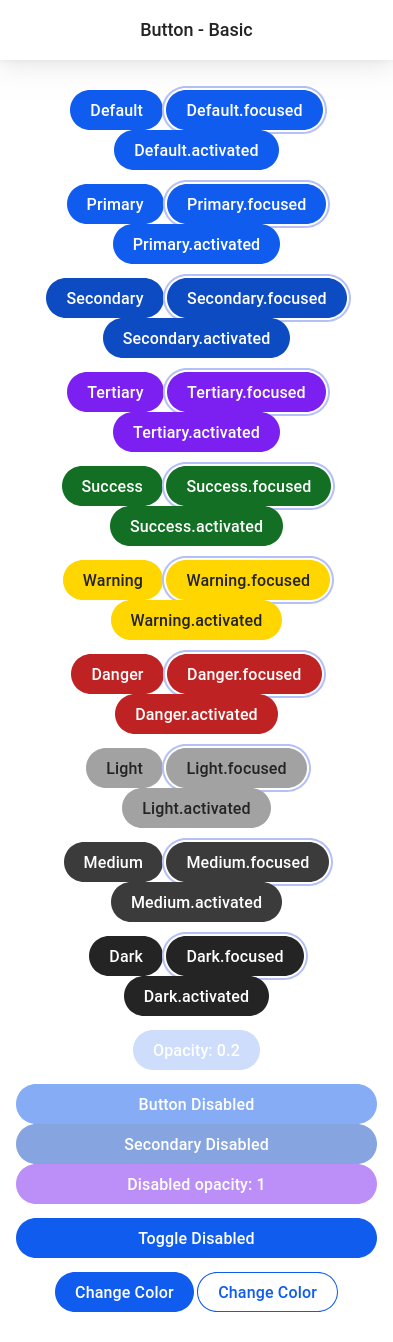 Button - Basic
Default Default.focused
Default.activated
Primary Primary.focused
Primary.activated
Secondary Secondary.focused
Secondary.activated
Tertiary Tertiary.focused
Tertiary.activated
Success Success.focused
Success.activated
Warning Warning.focused
Warning.activated
Danger Danger.focused
Danger.activated
Light Light.focused
Light.activated
Medium Medium.focused
Medium.activated
Dark Dark.focused
Dark.activated
Opacity: 0.2
Button Disabled
Secondary Disabled
Disabled opacity: 1
Toggle Disabled
Change Color Change Color